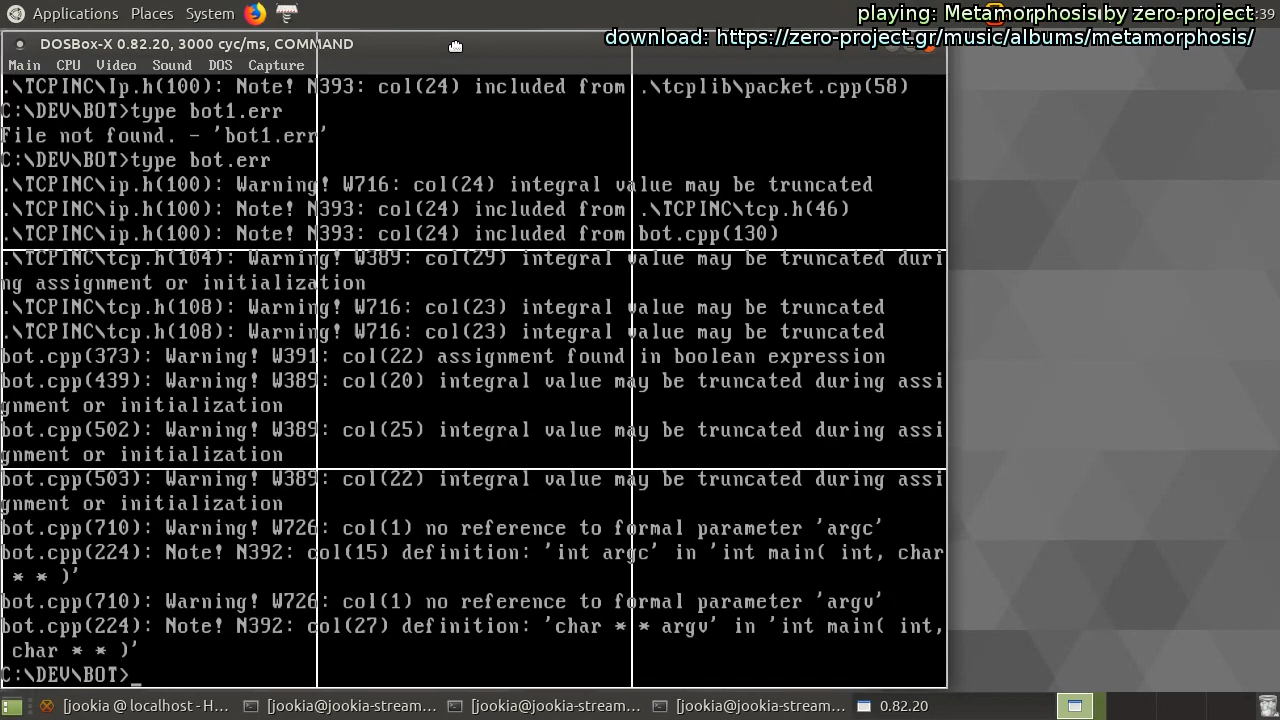 Applications Places System
playing: Metamorphosis by zero-project
:39
download: https://zero-project.gr/music/albums/metamorphosis/
DOSBox-X 0.82.20, 3000 cyc/ms, COMMAND
Main CPU Video Sound DOS Capture
.\TCPINC\Ip.h(100): Note! N393: col(24) included from .\tcplib\packet.cpp(58)
C:\DEV\BOT>type bot1.err
File not found. - 'bot1.err'
C:\DEV\BOT>type bot.err
.\TCPINC\ip.h(100): Warning! W716: col(24) integral value may be truncated
.\TCPINC\ip.h(100): Note! N393: col(24) included from .\TCPINC\tcp.h(46)
.\TCPINC\ip.h(100): Note! N393: col(24) included from bot.cpp(130)
.\TCPINC\tcp.h(104): Warning! W389: col(29) integral value may be truncated duri
ng assignment or initialization
.\TCPINC\tcp.h(108): Warning! W716: col(23) integral value may be truncated
.\TCPINC\tcp.h(108): Warning! W716: col(23) integral value may be truncated
bot.cpp(373): Warning! W391: col(22) assignment found in boolean expression
bot.cpp(439): Warning! W389: col(20) integral value may be truncated during assi
gnment or initialization
bot.cpp(502): Warning! W389: col(25) integral value may be truncated during assi
gnment or initialization
bot.cpp(503): Warning! W389: col(22) integral value may be truncated during assi
gnment or initialization
bot.cpp(710): Warning! W726: col(1) no reference to formal parameter 'argc'
bot.cpp(224): Note! N392: col(15) definition: 'int argc' in 'int main( int, char
* * )'
bot.cpp(710): Warning! W726: col(1) no reference to formal parameter 'argv'
bot.cpp(224): Note! N392: col(27) definition: 'char * * argv' in 'int main( int,
char * * )'
C:\DEV\BOT>_
[jookia @ localhost - H... [jookia@jookia-stream... [jookia@jookia-stream... [jookia@jookia-stream... 0.82.20